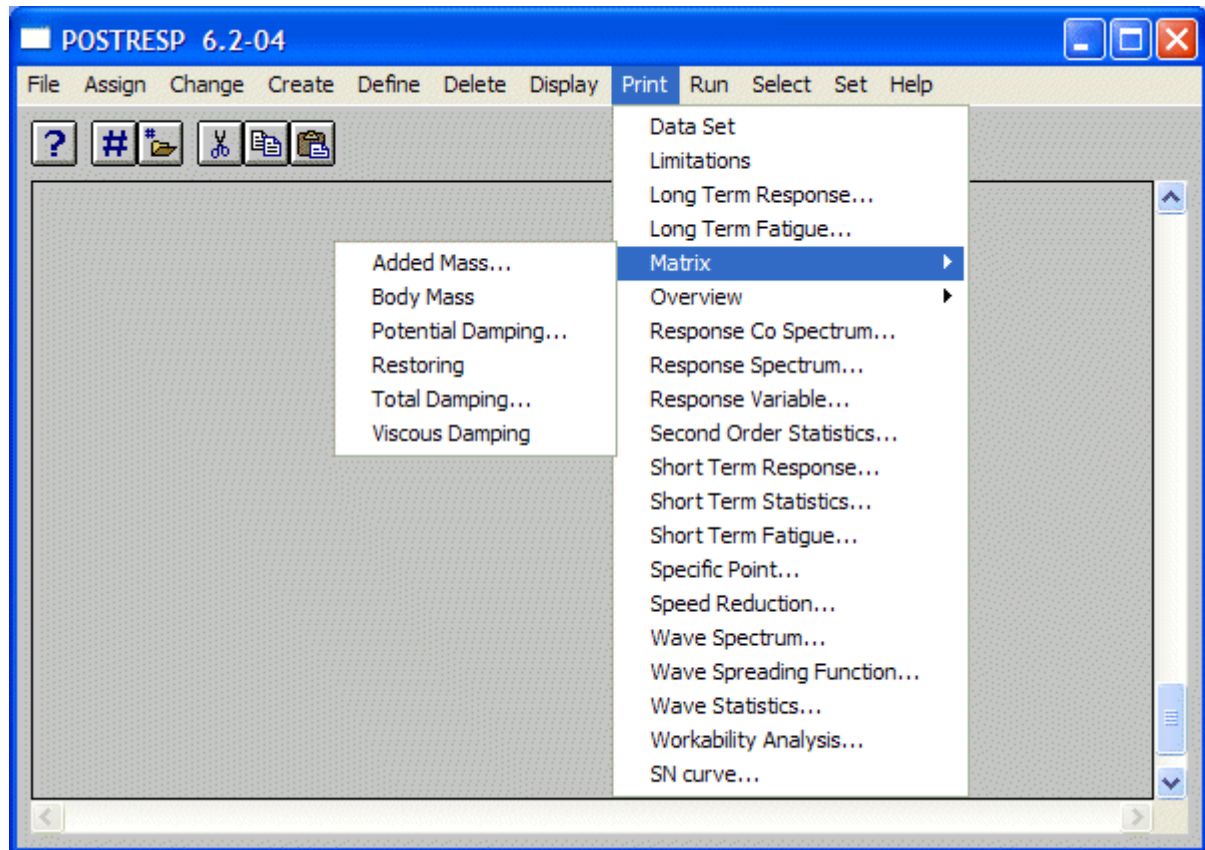 POSTRESP 6.2-04
File Assign Change Create Define Delete Display Print Run Select Set Help
? # #
Data Set
Limitations
Long Term Response...
Long Term Fatigue...
Matrix
Overview
Response Co Spectrum...
Response Spectrum...
Response Variable...
Second Order Statistics...
Short Term Response...
Short Term Statistics...
Short Term Fatigue...
Specific Point...
Speed Reduction...
Wave Spectrum...
Wave Spreading Function...
Wave Statistics...
Workability Analysis...
SN curve...
Added Mass...
Body Mass
Potential Damping...
Restoring
Total Damping...
Viscous Damping